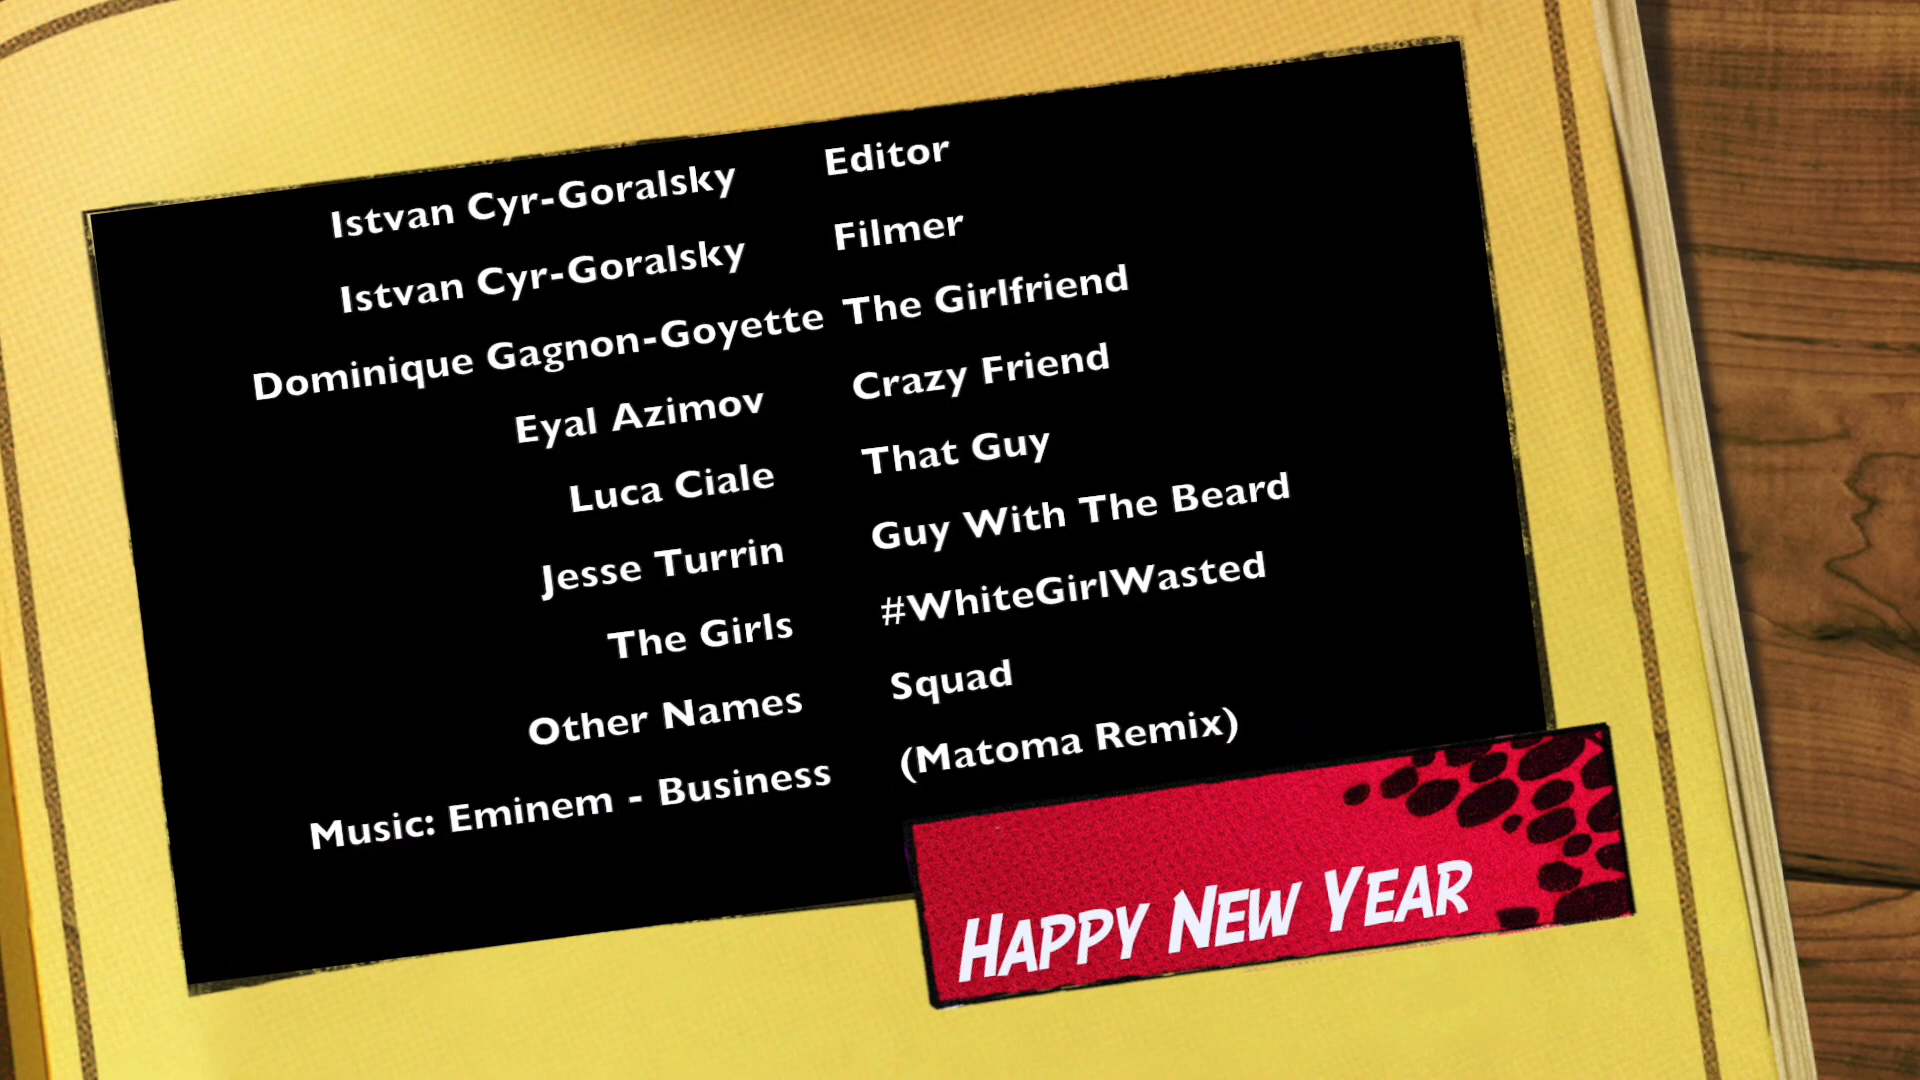 Istvan Cyr-Goralsky Editor
Istvan Cyr-Goralsky Filmer
Dominique Gagnon-Goyette The Girlfriend
Eyal Azimov Crazy Friend
Luca Ciale That Guy
Jesse Turrin Guy With The Beard
The Girls #WhiteGirlWasted
Other Names Squad
Music: Eminem - Business (Matoma Remix)
HAPPY NEW YEAR